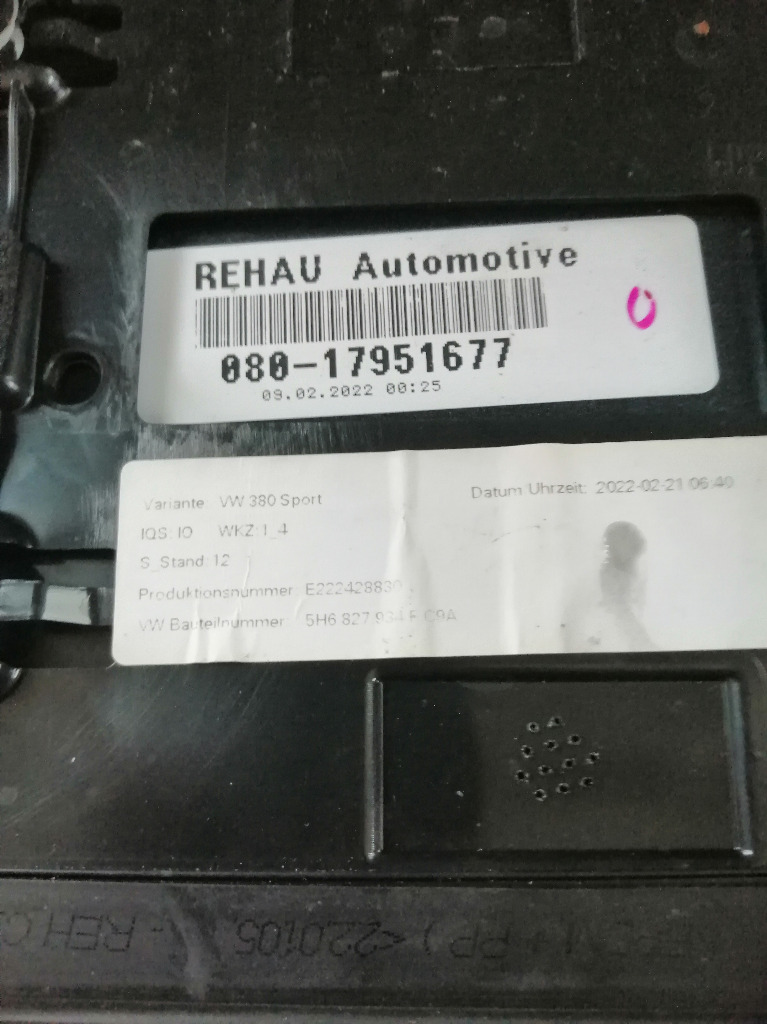 REHAU Automotive
080-17951677
09.02.2022 00:25
Variante: VW 380 Sport
Datum Uhrzeit: 2022-02-21 06:40
IQS: IO WKZ: 1_4
S_Stand: 12
Produktionsnummer: E222428830
VW Bauteilnummer: 5H6 827 934 F C9A